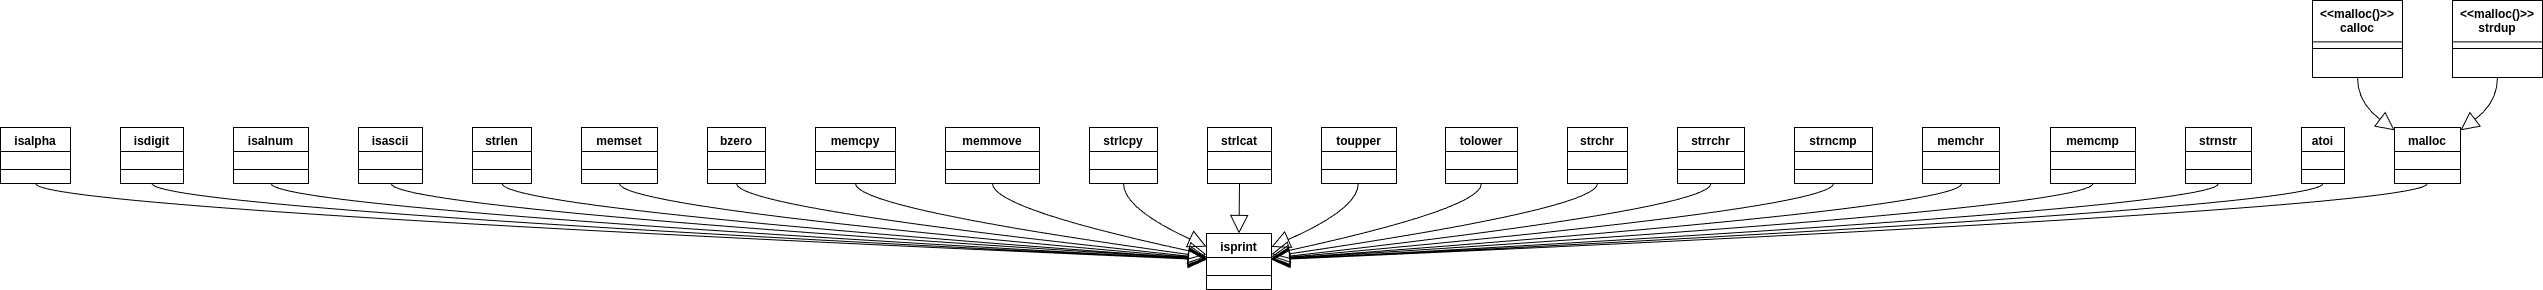 <<malloc()>>
calloc
<<malloc()>>
strdup
isalpha
isdigit
isalnum
isascii
strlen
memset
bzero
memcpy
memmove
strlcpy
strlcat
toupper
tolower
strchr
strrchr
strncmp
memchr
memcmp
strnstr
atoi
malloc
isprint